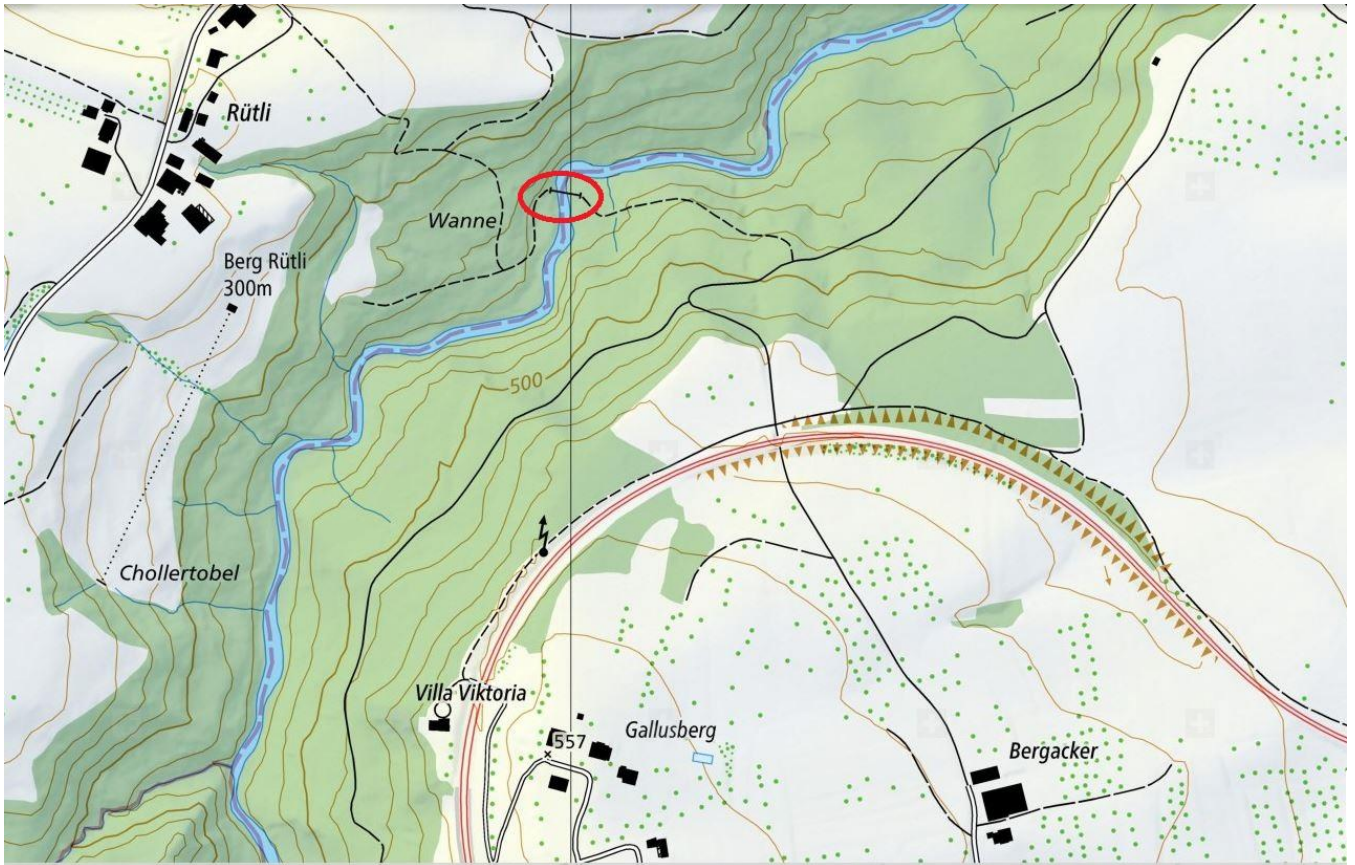 Rütli
Wanne
Berg Rütli
300m
500
Chollertobel
Villa Viktoria
557
Gallusberg
Bergacker